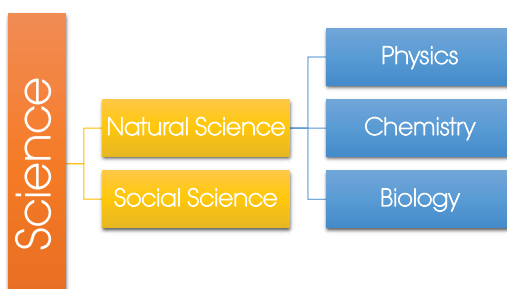 Science
Natural Science
Social Science
Physics
Chemistry
Biology